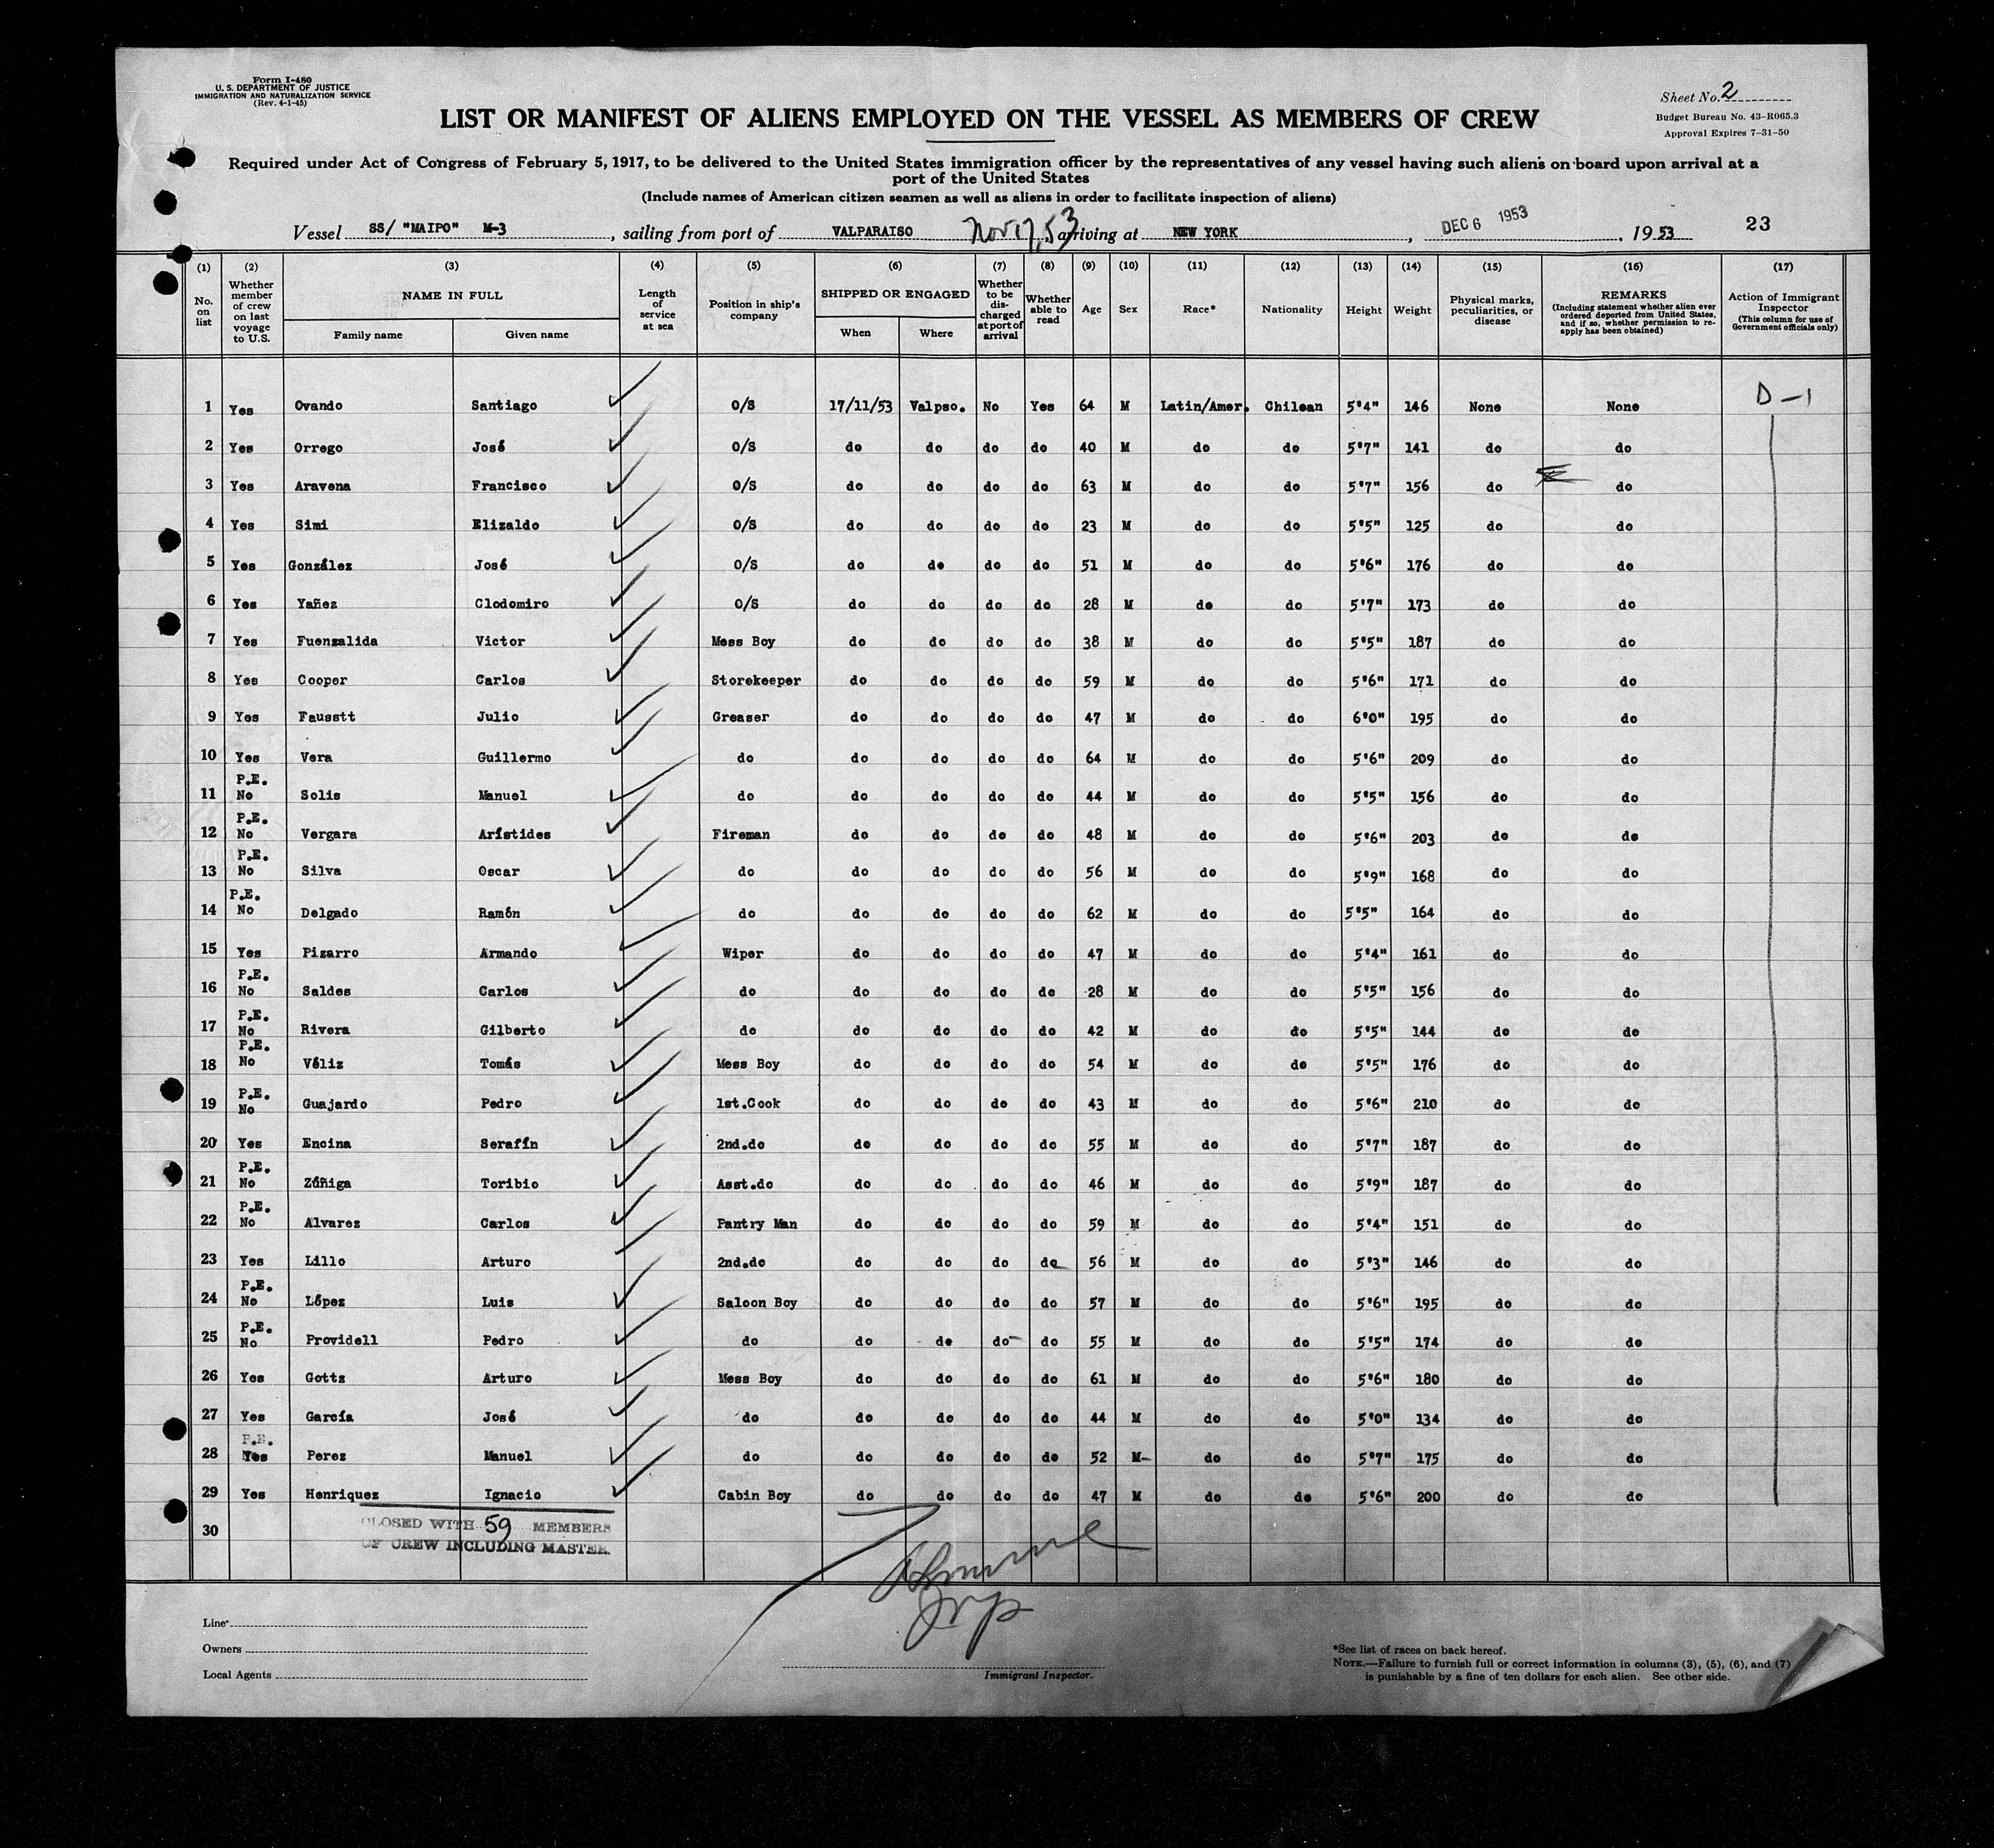 Form I-480
U. S. DEPARTMENT OF JUSTICE
IMMIGRATION AND NATURALIZATION SERVICE
(Rev. 4-1-45)
Sheet No. 2
Budget Bureau No. 43-R065.3
Approval Expires 7-31-50
LIST OR MANIFEST OF ALIENS EMPLOYED ON THE VESSEL AS MEMBERS OF CREW
Required under Act of Congress of February 5, 1917, to be delivered to the United States immigration officer by the representatives of any vessel having such aliens on board upon arrival at a
port of the United States
(Include names of American citizen seamen as well as aliens in order to facilitate inspection of aliens)
Vessel SS/ "MAIPO" M-3, sailing from port of VALPARAISO Nov 17, 53, arriving at NEW YORK, DEC 6 1953, 1953 23
(1) No. on list
(2) Whether member of crew on last voyage to U.S.
(3) NAME IN FULL Family name Given name
(4) Length of service at sea
(5) Position in ship's company
(6) SHIPPED OR ENGAGED When Where
(7) Whether to be discharged at port of arrival
(8) Whether able to read
(9) Age
(10) Sex
(11) Race*
(12) Nationality
(13) Height
(14) Weight
(15) Physical marks, peculiarities, or disease
(16) REMARKS (Including statement whether alien ever ordered deported from United States, and if so, whether permission to re-apply has been obtained)
(17) Action of Immigrant Inspector (This column for use of Government officials only)
1 Yes Ovando Santiago O/S 17/11/53 Valpso. No Yes 64 M Latin/Amer. Chilean 5'4" 146 None None D-1
2 Yes Orrego José O/S do do do do 40 M do do 5'7" 141 do do
3 Yes Aravena Francisco O/S do do do do 63 M do do 5'7" 156 do do
4 Yes Simi Elizaldo O/S do do do do 23 M do do 5'5" 125 do do
5 Yes González José O/S do do do do 51 M do do 5'6" 176 do do
6 Yes Yañez Clodomiro O/S do do do do 28 M do do 5'7" 173 do do
7 Yes Fuenzalida Victor Mess Boy do do do do 38 M do do 5'5" 187 do do
8 Yes Cooper Carlos Storekeeper do do do do 59 M do do 5'6" 171 do do
9 Yes Fausstt Julio Greaser do do do do 47 M do do 6'0" 195 do do
10 Yes Vera Guillermo do do do do do 64 M do do 5'6" 209 do do
11 P.E. No Solis Manuel do do do do do 44 M do do 5'5" 156 do do
12 P.E. No Vergara Arístides Fireman do do do do 48 M do do 5'6" 203 do do
13 P.E. No Silva Oscar do do do do do 56 M do do 5'9" 168 do do
14 P.E. No Delgado Ramón do do do do do 62 M do do 5'5" 164 do do
15 Yes Pizarro Armando Wiper do do do do 47 M do do 5'4" 161 do do
16 P.E. No Saldes Carlos do do do do do 28 M do do 5'5" 156 do do
17 P.E. No Rivera Gilberto do do do do do 42 M do do 5'5" 144 do do
18 P.E. No Véliz Tomás Mess Boy do do do do 54 M do do 5'5" 176 do do
19 P.E. No Guajardo Pedro 1st.Cook do do do do 43 M do do 5'6" 210 do do
20 Yes Encina Serafín 2nd.do do do do do 55 M do do 5'7" 187 do do
21 P.E. No Zúñiga Toribio Asst.do do do do do 46 M do do 5'9" 187 do do
22 P.E. No Alvarez Carlos Pantry Man do do do do 59 M do do 5'4" 151 do do
23 Yes Lillo Arturo 2nd.do do do do do 56 M do do 5'3" 146 do do
24 P.E. No López Luis Saloon Boy do do do do 57 M do do 5'6" 195 do do
25 P.E. No Providell Pedro do do do do do 55 M do do 5'5" 174 do do
26 Yes Gottz Arturo Mess Boy do do do do 61 M do do 5'6" 180 do do
27 Yes García José do do do do do 44 M do do 5'0" 134 do do
28 P.E. Yes Perez Manuel do do do do do 52 M do do 5'7" 175 do do
29 Yes Henriquez Ignacio Cabin Boy do do do do 47 M do do 5'6" 200 do do
30
CLOSED WITH 59 MEMBERS
OF CREW INCLUDING MASTER
Line
Owners
Local Agents
Immigrant Inspector.
*See list of races on back hereof.
NOTE.—Failure to furnish full or correct information in columns (3), (5), (6), and (7)
is punishable by a fine of ten dollars for each alien. See other side.